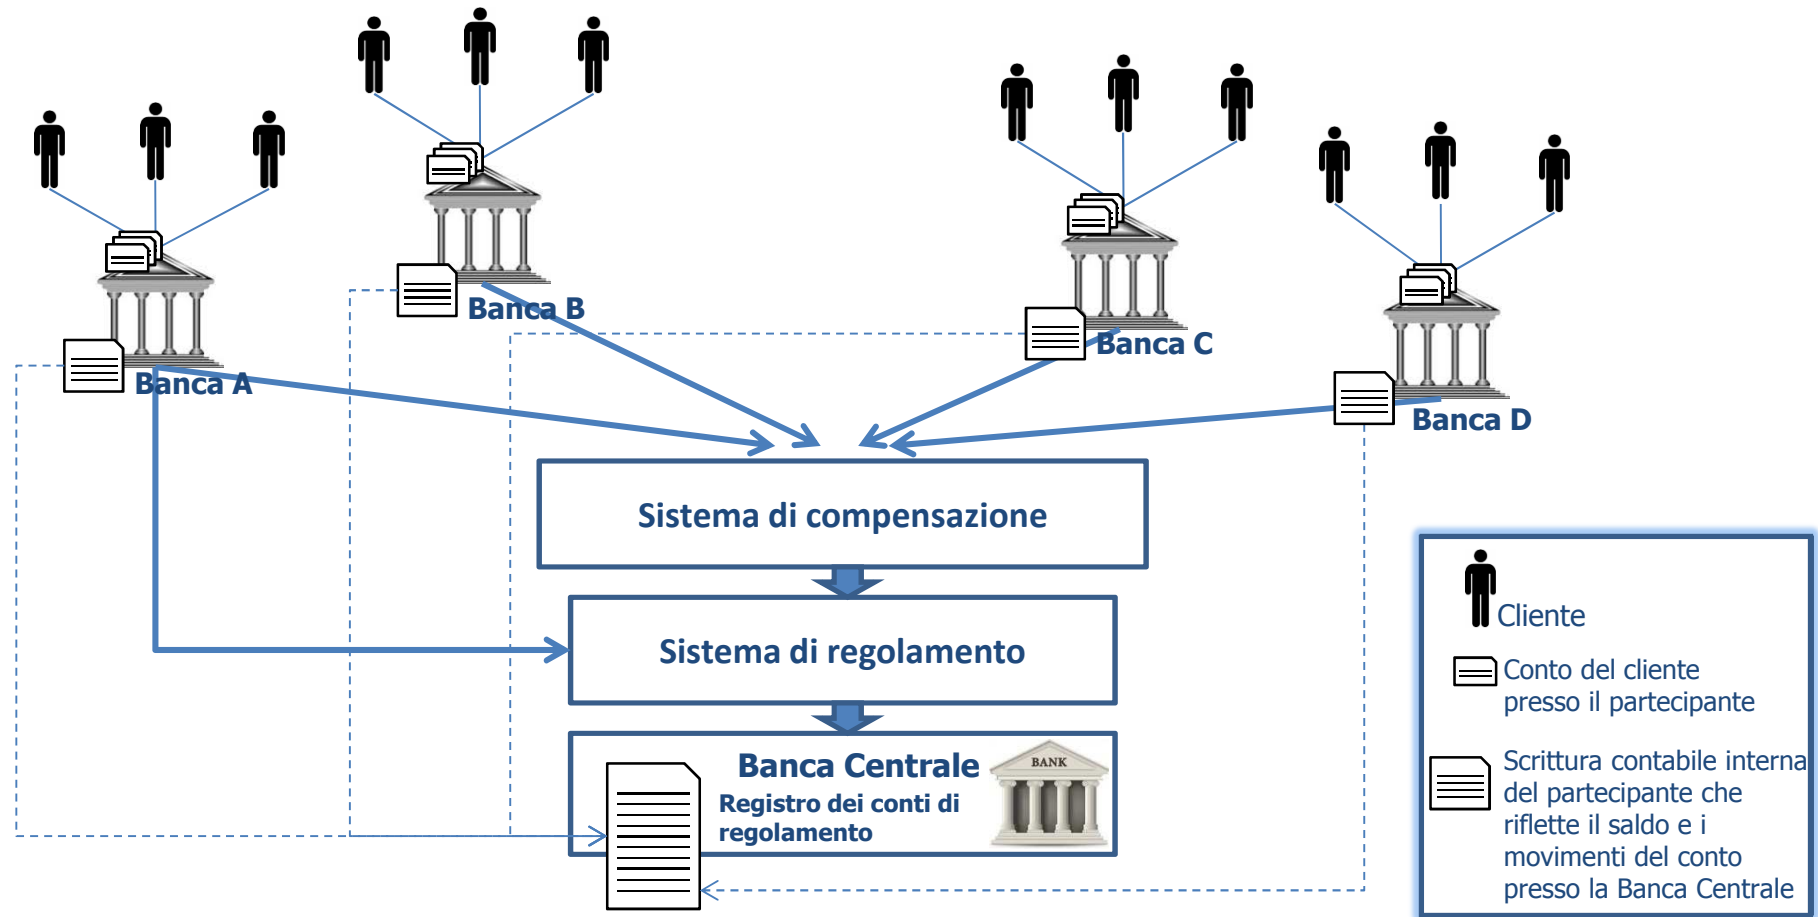 Banca B
Banca C
Banca A
Banca D
Sistema di compensazione
Sistema di regolamento
Banca Centrale
BANK
Registro dei conti di
regolamento
Cliente
Conto del cliente
presso il partecipante
Scrittura contabile interna
del partecipante che
riflette il saldo e i
movimenti del conto
presso la Banca Centrale